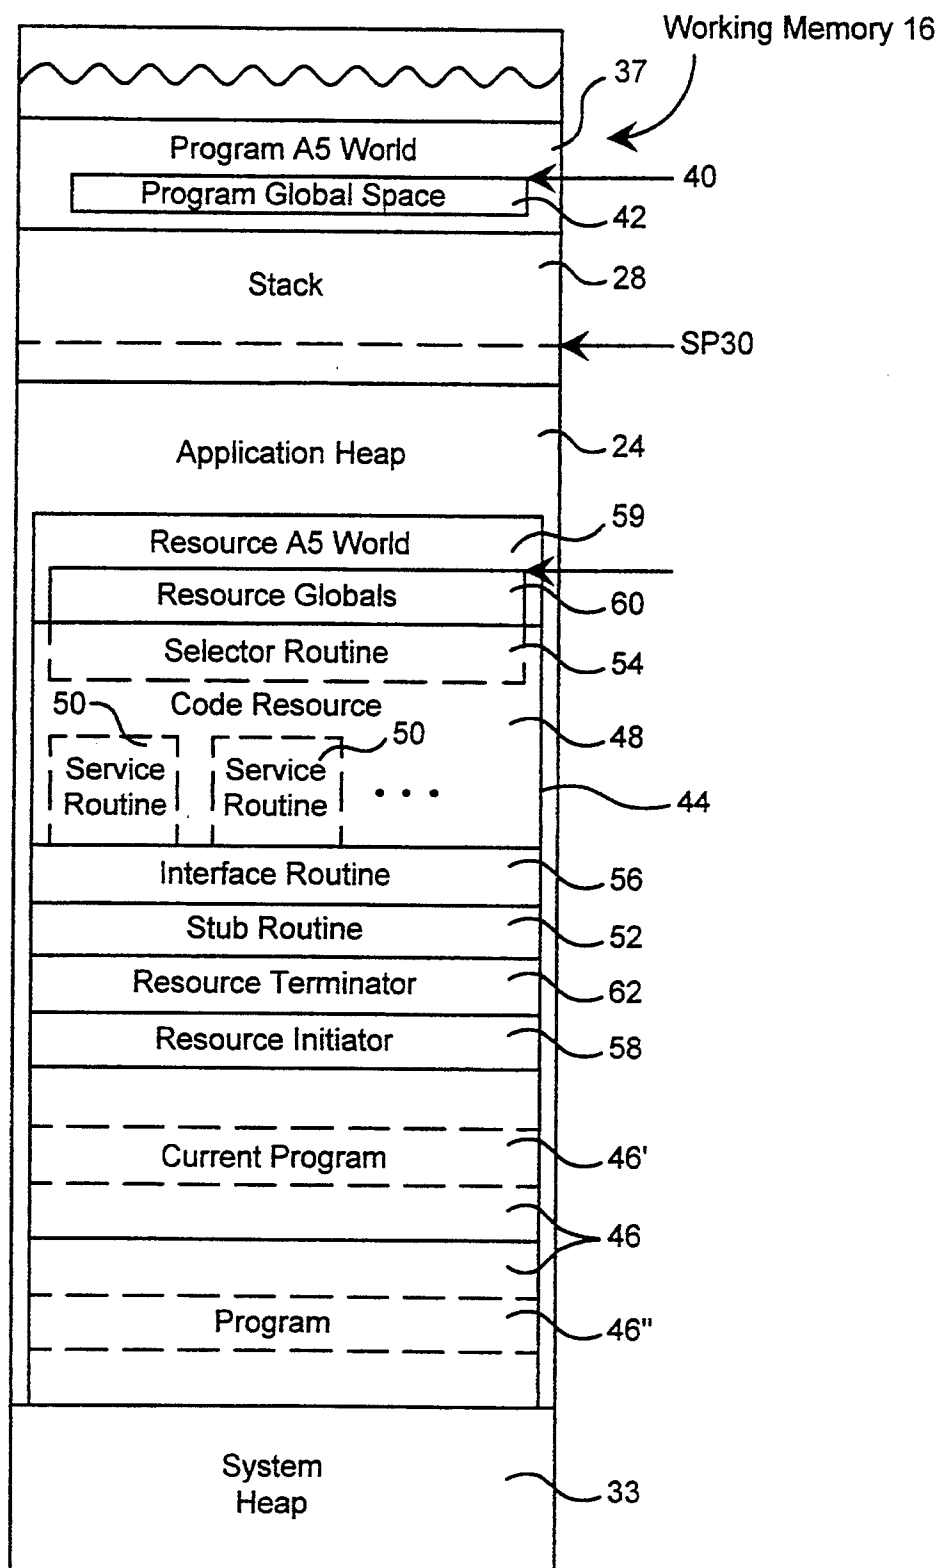 Working Memory 16
37
Program A5 World
40
Program Global Space
42
28
Stack
SP30
24
Application Heap
59
Resource A5 World
Resource Globals
60
Selector Routine
54
50
Code Resource
50
48
Service
Routine
Service
Routine
• • •
44
Interface Routine
56
Stub Routine
52
Resource Terminator
62
Resource Initiator
58
Current Program
46'
46
Program
46"
System
Heap
33